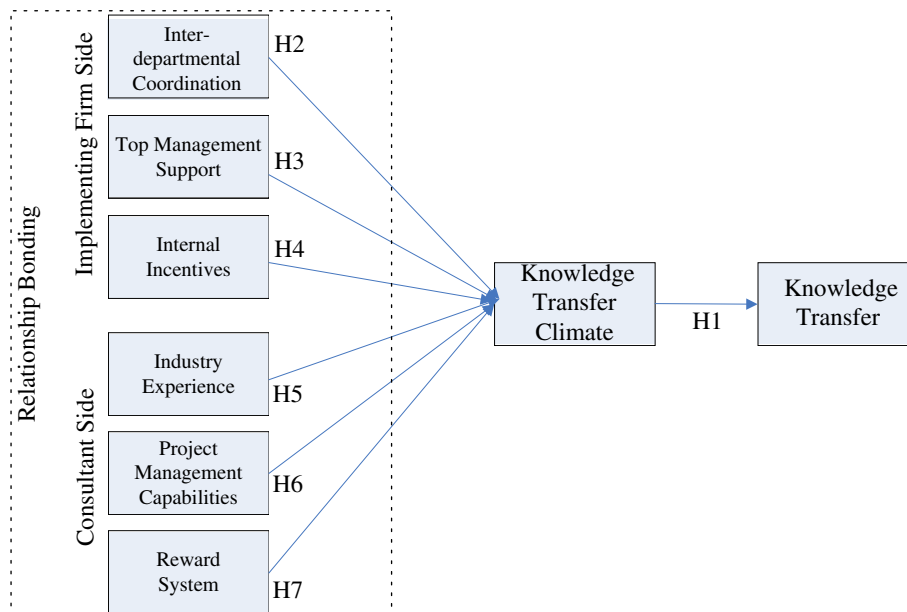 Relationship Bonding
Implementing Firm Side
Inter-
departmental
Coordination
H2
Top Management
Support
H3
Internal
Incentives
H4
Consultant Side
Industry
Experience
H5
Project
Management
Capabilities
H6
Reward
System
H7
Knowledge
Transfer
Climate
H1
Knowledge
Transfer